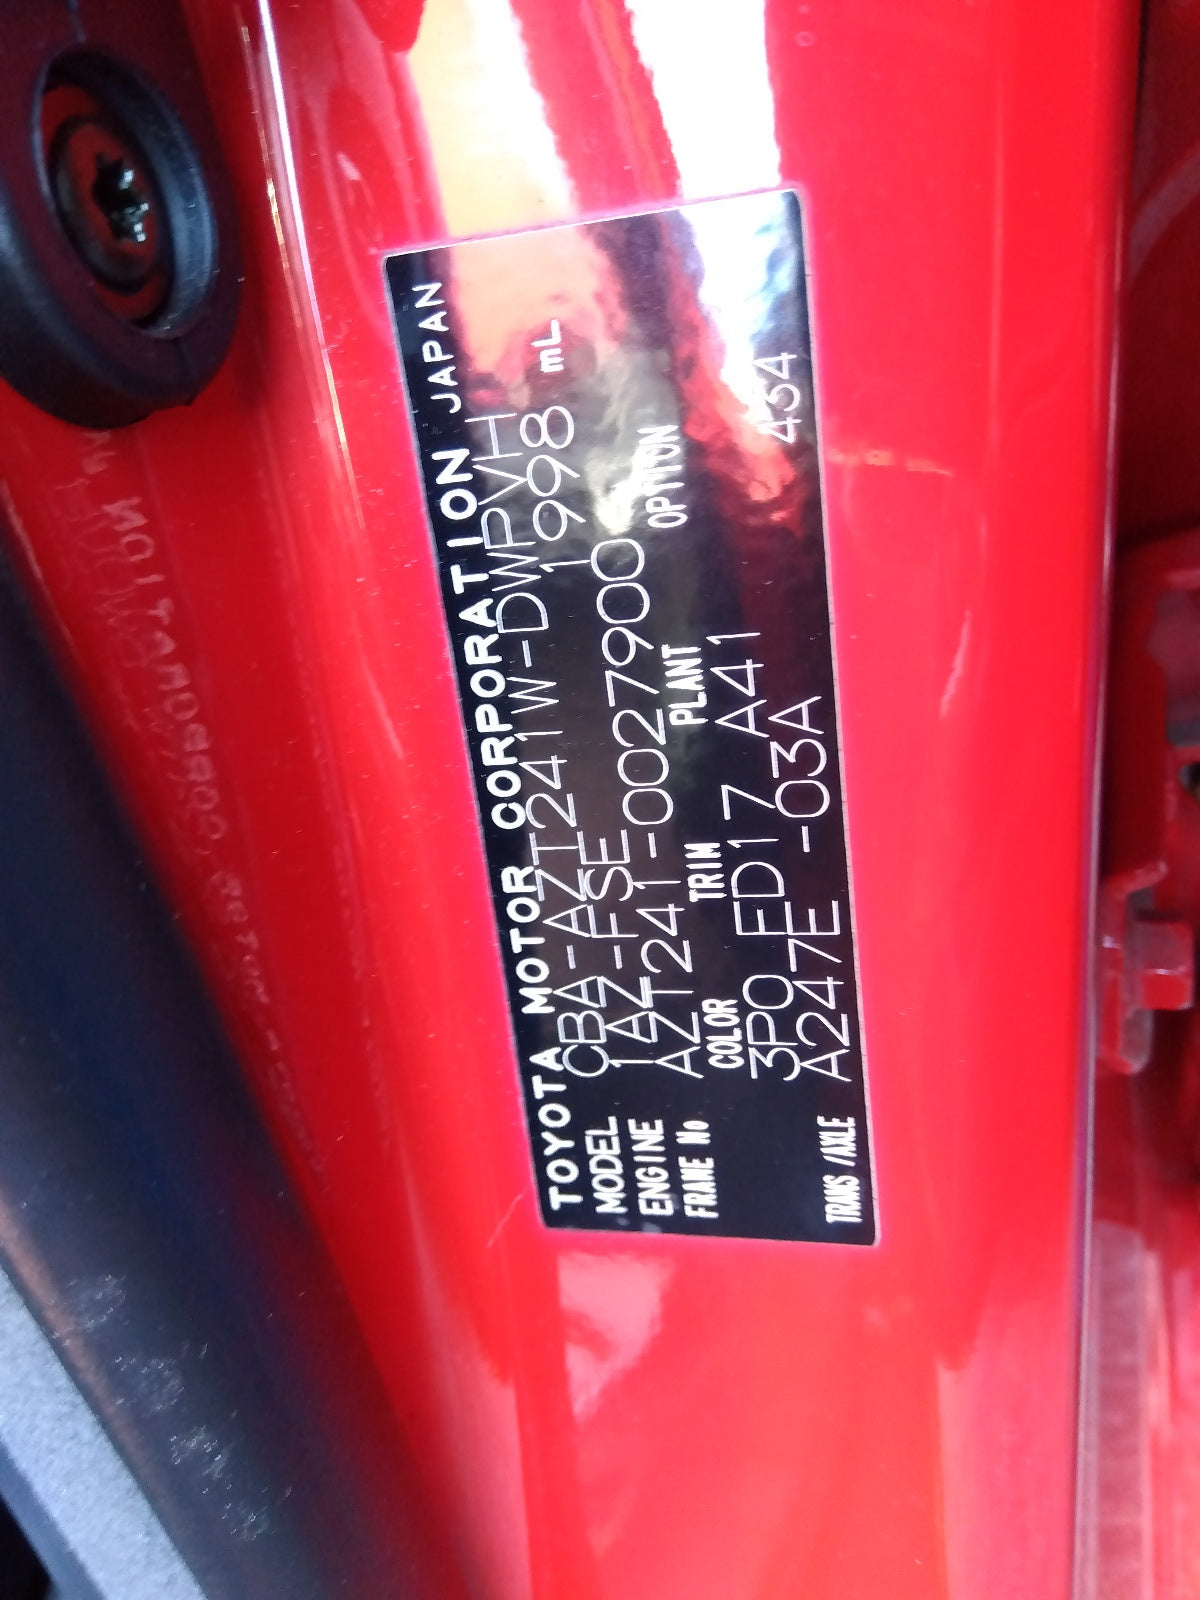 TOYOTA MOTOR CORPORATION JAPAN
MODEL CBA-AZT241W-DWPVH
ENGINE 1AZ-FSE 1998 mL
FRAME No AZT241-0027900
COLOR TRIM PLANT OPTION
3P0 FD17 A41 434
TRANS/AXLE A247E -03A